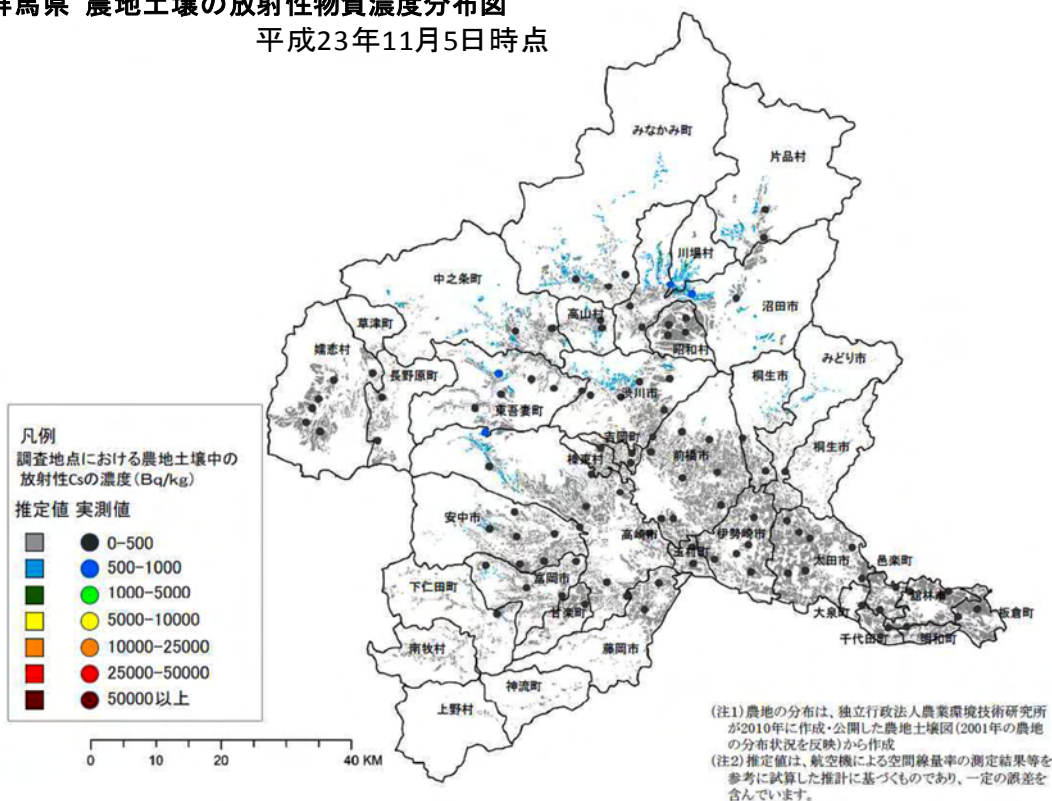 群馬県 農地土壌の放射性物質濃度分布図
平成23年11月5日時点
みなかみ町
片品村
川場村
中之条町
沼田市
高山村
草津町
昭和村
嬬恋村
みどり市
長野原町
桐生市
渋川市
東吾妻町
吉岡町
桐生市
榛東村
前橋市
安中市
高崎市
伊勢崎市
玉村町
太田市
邑楽町
下仁田町
富岡市
館林市
甘楽町
大泉町
板倉町
千代田町
明和町
南牧村
藤岡市
神流町
上野村
凡例
調査地点における農地土壌中の
放射性Csの濃度(Bq/kg)
推定値 実測値
0-500
500-1000
1000-5000
5000-10000
10000-25000
25000-50000
50000以上
0 10 20 40 KM
(注1)農地の分布は、独立行政法人農業環境技術研究所
が2010年に作成・公開した農地土壌図(2001年の農地
の分布状況を反映)から作成
(注2)推定値は、航空機による空間線量率の測定結果等を
参考に試算した推計に基づくものであり、一定の誤差を
含んでいます。